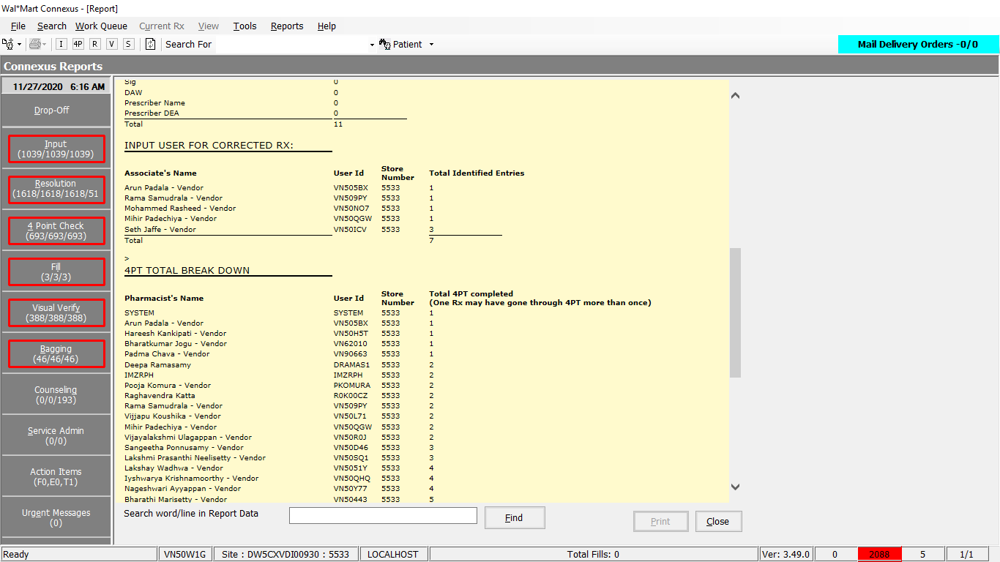 Wal*Mart Connexus - [Report]
File Search Work Queue Current Rx View Tools Reports Help
I 4P R V S Search For Patient Mail Delivery Orders -0/0
Connexus Reports
11/27/2020 6:16 AM
Drop-Off
Input
(1039/1039/1039)
Resolution
(1618/1618/1618/51
4 Point Check
(693/693/693)
Fill
(3/3/3)
Visual Verify
(388/388/388)
Bagging
(46/46/46)
Counseling
(0/0/193)
Service Admin
(0/0)
Action Items
(F0,E0,T1)
Urgent Messages
(0)
Sig 0
DAW 0
Prescriber Name 0
Prescriber DEA 0
Total 11
INPUT USER FOR CORRECTED RX:
Associate's Name User Id Store Number Total Identified Entries
Arun Padala - Vendor VN505BX 5533 1
Rama Samudrala - Vendor VN509PY 5533 1
Mohammed Rasheed - Vendor VN50NO7 5533 1
Mihir Padechiya - Vendor VN50QGW 5533 1
Seth Jaffe - Vendor VN50ICV 5533 3
Total 7
>
4PT TOTAL BREAK DOWN
Pharmacist's Name User Id Store Number Total 4PT completed
(One Rx may have gone through 4PT more than once)
SYSTEM SYSTEM 5533 1
Arun Padala - Vendor VN505BX 5533 1
Hareesh Kankipati - Vendor VN50H5T 5533 1
Bharatkumar Jogu - Vendor VN62010 5533 1
Padma Chava - Vendor VN90663 5533 1
Deepa Ramasamy DRAMAS1 5533 2
IMZRPH IMZRPH 5533 2
Pooja Komura - Vendor PKOMURA 5533 2
Raghavendra Katta R0K00CZ 5533 2
Rama Samudrala - Vendor VN509PY 5533 2
Vijjapu Koushika - Vendor VN50L71 5533 2
Mihir Padechiya - Vendor VN50QGW 5533 2
Vijayalakshmi Ulagappan - Vendor VN50R0J 5533 2
Sangeetha Ponnusamy - Vendor VN50D46 5533 3
Lakshmi Prasanthi Neelisetty - Vendor VN50SQ1 5533 3
Lakshay Wadhwa - Vendor VN5051Y 5533 4
Iyshwarya Krishnamoorthy - Vendor VN50QHQ 5533 4
Nageshwari Ayyappan - Vendor VN50Y77 5533 4
Bharathi Marisetty - Vendor VN50443 5533 5
Search word/line in Report Data Find Print Close
Ready VN50W1G Site : DW5CXVDI00930 : 5533 LOCALHOST Total Fills: 0 Ver: 3.49.0 0 2088 5 1/1